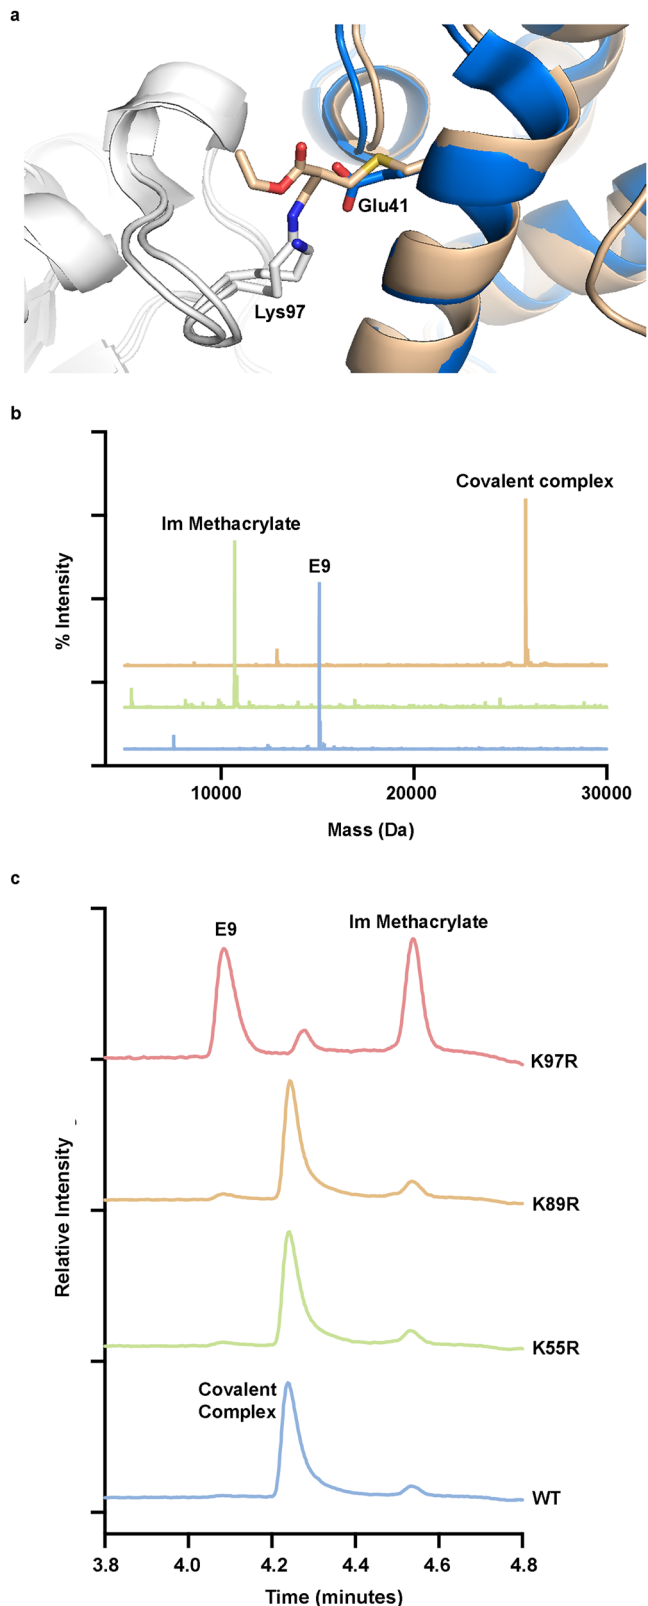 a
Glu41
Lys97
b
Covalent complex
Im Methacrylate
E9
% Intensity
10000 20000 30000
Mass (Da)
c
E9
Im Methacrylate
K97R
K89R
K55R
Covalent
Complex
WT
Relative Intensity
3.8 4.0 4.2 4.4 4.6 4.8
Time (minutes)